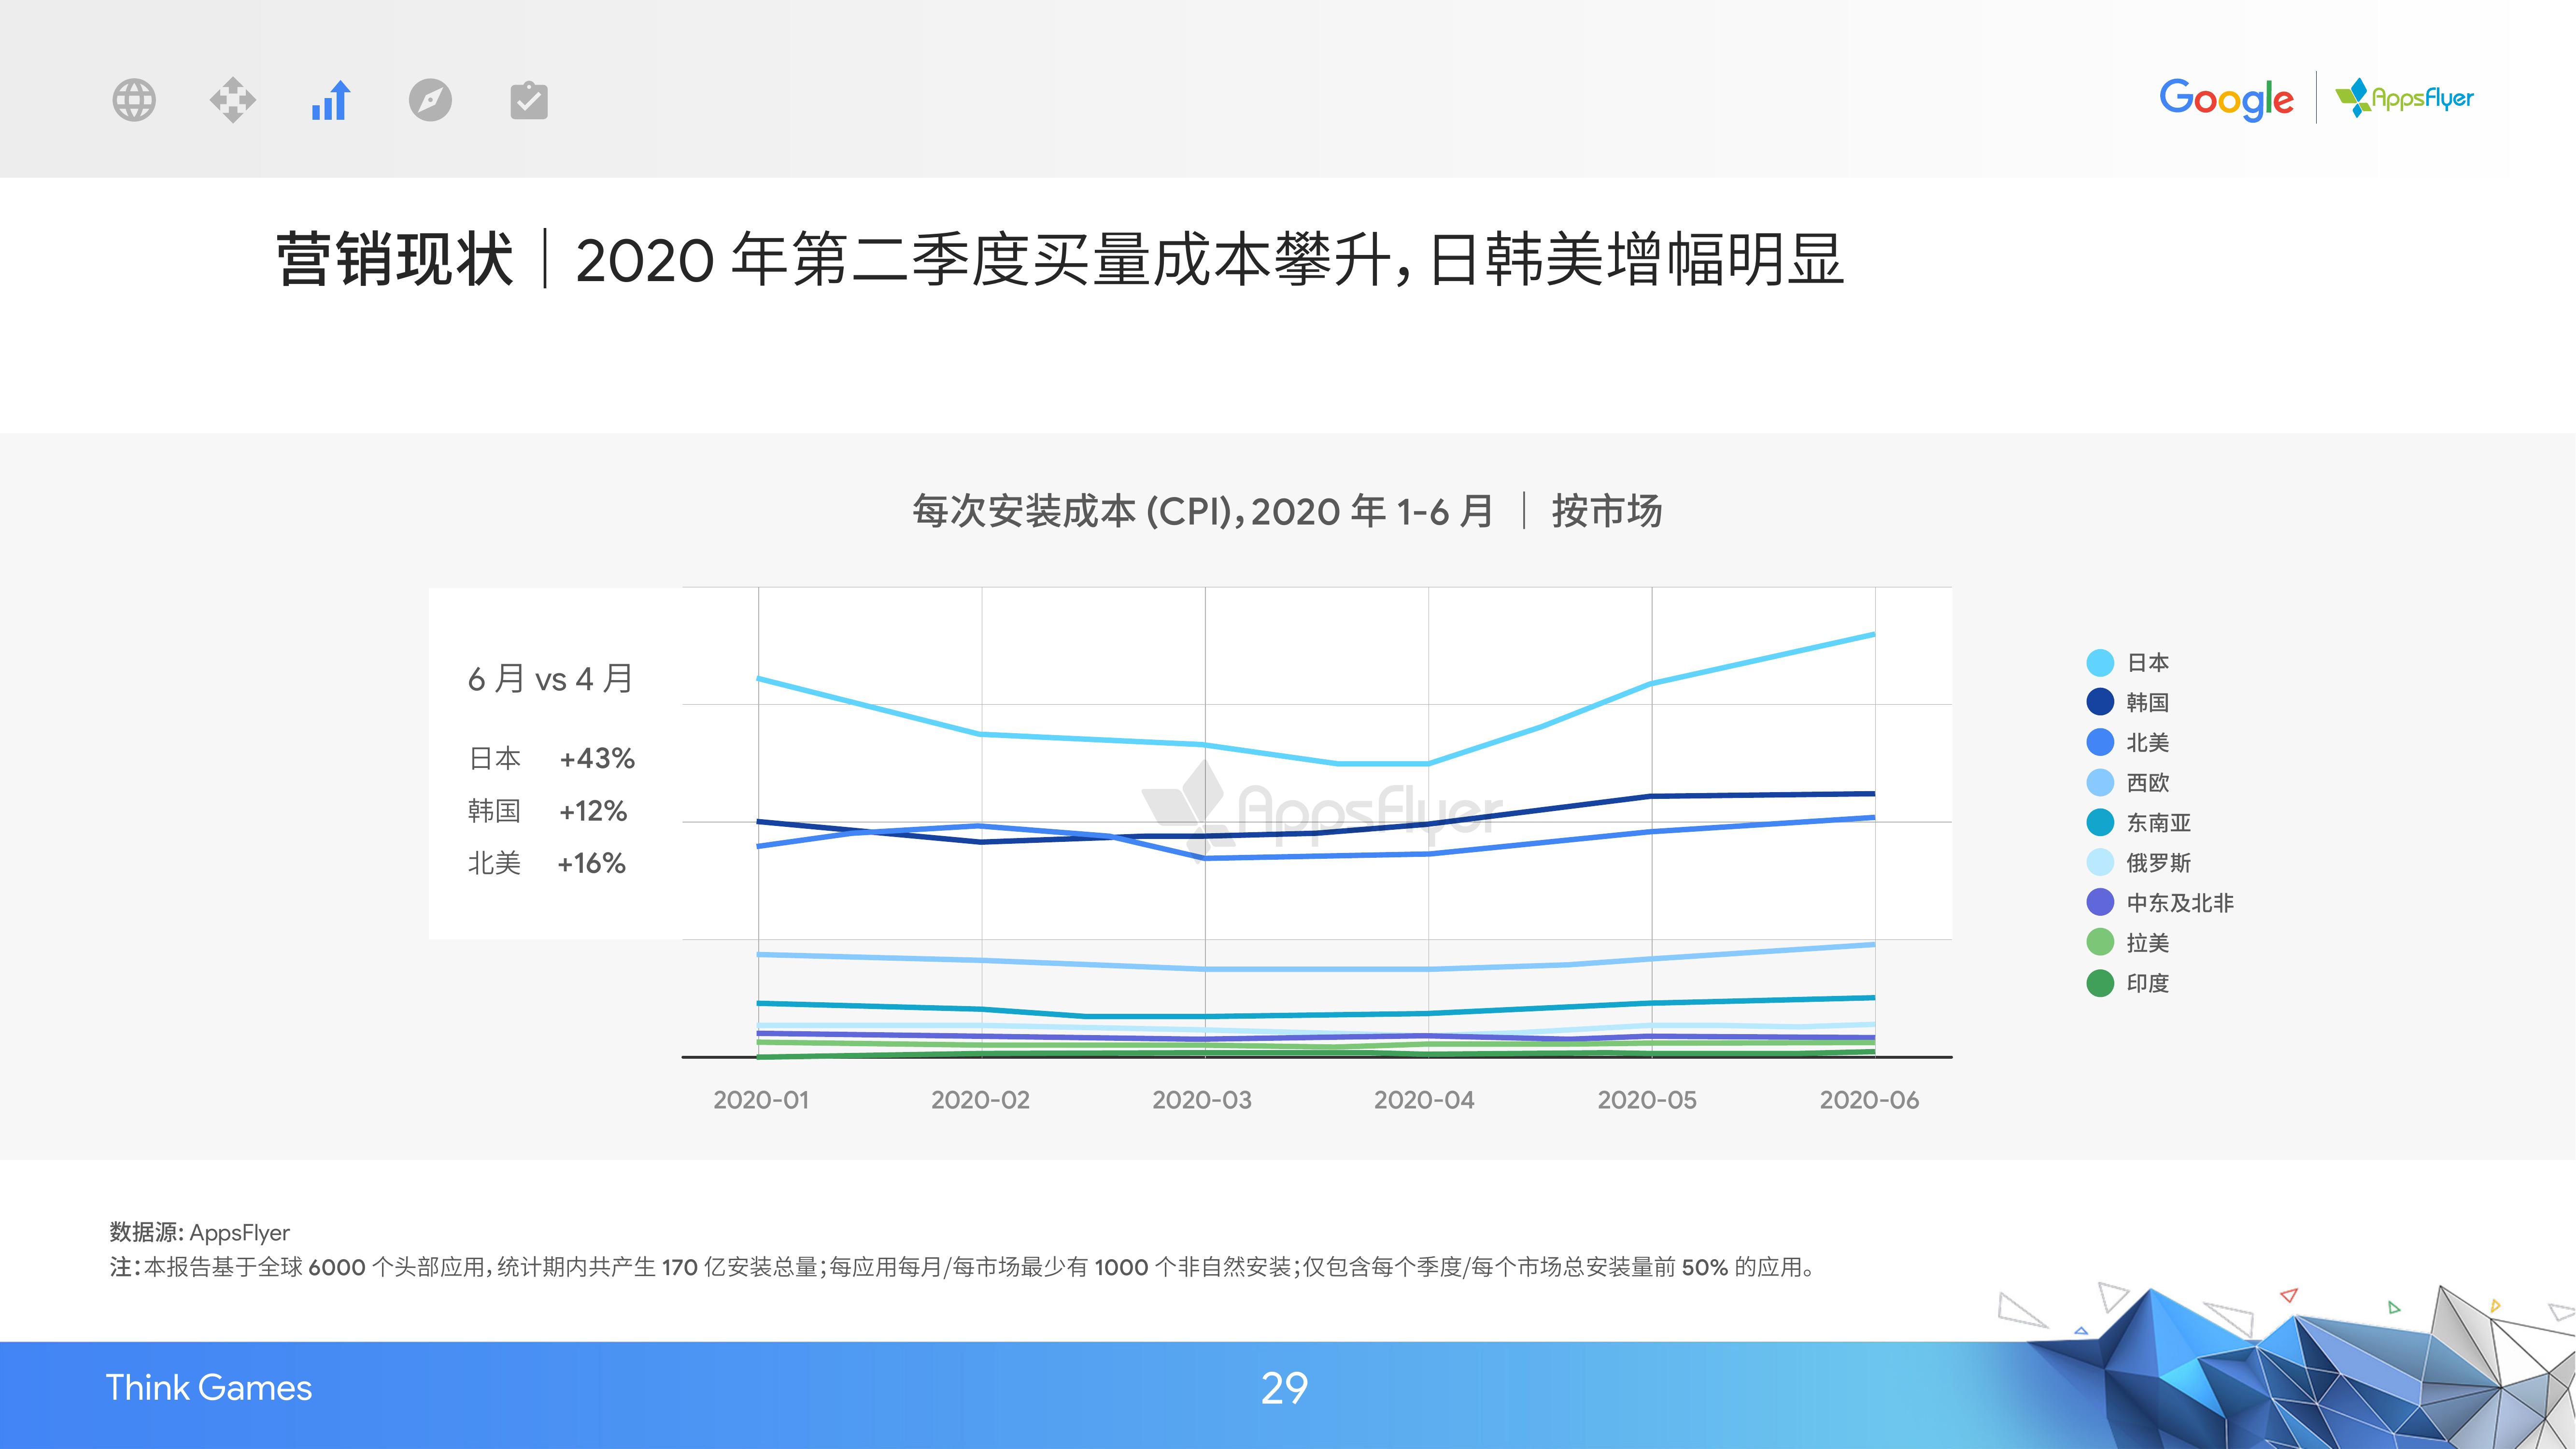 Google | AppsFlyer
营销现状｜2020 年第二季度买量成本攀升，日韩美增幅明显
每次安装成本 (CPI)，2020 年 1-6 月 ｜ 按市场
6 月 vs 4 月
日本 +43%
韩国 +12%
北美 +16%
AppsFlyer
日本
韩国
北美
西欧
东南亚
俄罗斯
中东及北非
拉美
印度
2020-01 2020-02 2020-03 2020-04 2020-05 2020-06
数据源: AppsFlyer
注：本报告基于全球 6000 个头部应用，统计期内共产生 170 亿安装总量；每应用每月/每市场最少有 1000 个非自然安装；仅包含每个季度/每个市场总安装量前 50% 的应用。
Think Games
29